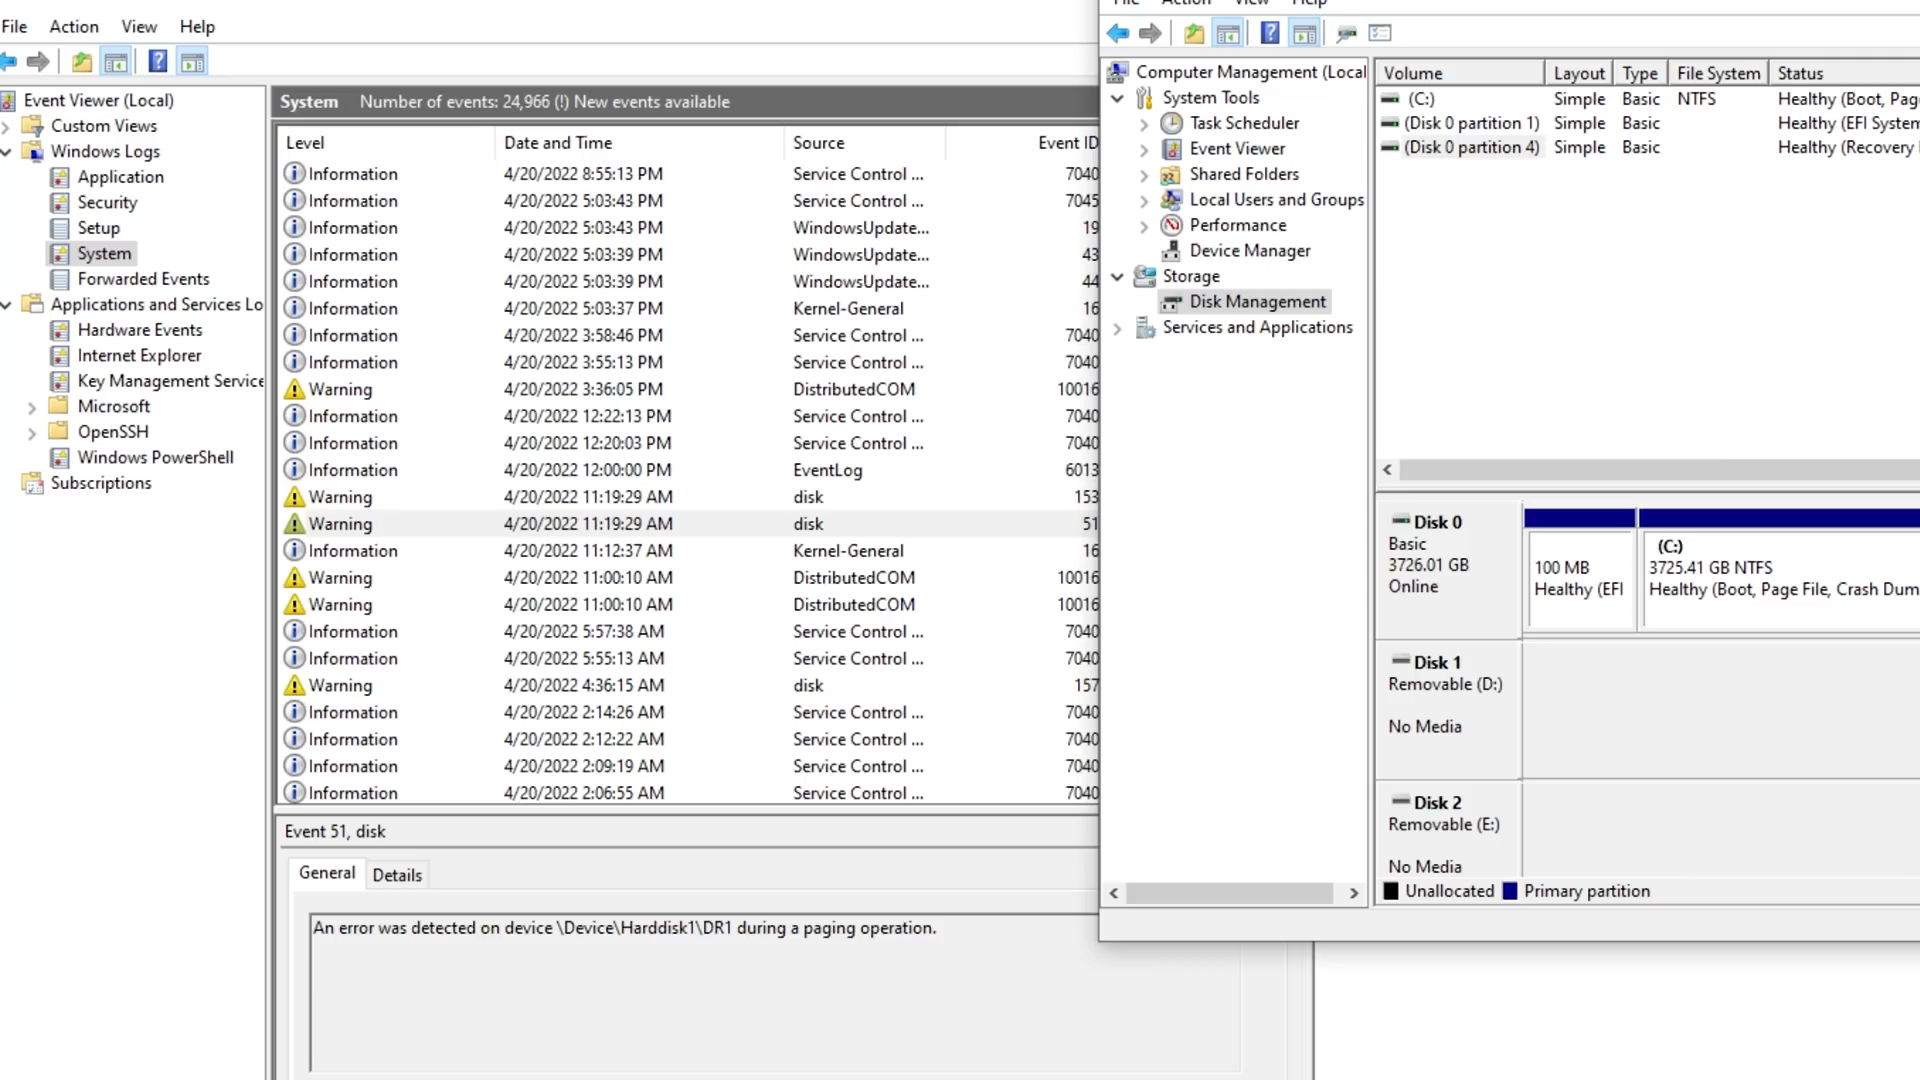 File Action View Help
Event Viewer (Local)
Custom Views
Windows Logs
Application
Security
Setup
System
Forwarded Events
Applications and Services Lo
Hardware Events
Internet Explorer
Key Management Service
Microsoft
OpenSSH
Windows PowerShell
Subscriptions
System Number of events: 24,966 (!) New events available
Level Date and Time Source Event ID
Information 4/20/2022 8:55:13 PM Service Control ... 7040
Information 4/20/2022 5:03:43 PM Service Control ... 7045
Information 4/20/2022 5:03:43 PM WindowsUpdate... 19
Information 4/20/2022 5:03:39 PM WindowsUpdate... 43
Information 4/20/2022 5:03:39 PM WindowsUpdate... 44
Information 4/20/2022 5:03:37 PM Kernel-General 16
Information 4/20/2022 3:58:46 PM Service Control ... 7040
Information 4/20/2022 3:55:13 PM Service Control ... 7040
Warning 4/20/2022 3:36:05 PM DistributedCOM 10016
Information 4/20/2022 12:22:13 PM Service Control ... 7040
Information 4/20/2022 12:20:03 PM Service Control ... 7040
Information 4/20/2022 12:00:00 PM EventLog 6013
Warning 4/20/2022 11:19:29 AM disk 153
Warning 4/20/2022 11:19:29 AM disk 51
Information 4/20/2022 11:12:37 AM Kernel-General 16
Warning 4/20/2022 11:00:10 AM DistributedCOM 10016
Warning 4/20/2022 11:00:10 AM DistributedCOM 10016
Information 4/20/2022 5:57:38 AM Service Control ... 7040
Information 4/20/2022 5:55:13 AM Service Control ... 7040
Warning 4/20/2022 4:36:15 AM disk 157
Information 4/20/2022 2:14:26 AM Service Control ... 7040
Information 4/20/2022 2:12:22 AM Service Control ... 7040
Information 4/20/2022 2:09:19 AM Service Control ... 7040
Information 4/20/2022 2:06:55 AM Service Control ... 7040
Event 51, disk
General Details
An error was detected on device \Device\Harddisk1\DR1 during a paging operation.
File Action View Help
Computer Management (Local
System Tools
Task Scheduler
Event Viewer
Shared Folders
Local Users and Groups
Performance
Device Manager
Storage
Disk Management
Services and Applications
Volume Layout Type File System Status
(C:) Simple Basic NTFS Healthy (Boot, Pag
(Disk 0 partition 1) Simple Basic Healthy (EFI System
(Disk 0 partition 4) Simple Basic Healthy (Recovery
Disk 0
Basic
3726.01 GB
Online
100 MB
Healthy (EFI
(C:)
3725.41 GB NTFS
Healthy (Boot, Page File, Crash Dum
Disk 1
Removable (D:)
No Media
Disk 2
Removable (E:)
No Media
Unallocated Primary partition